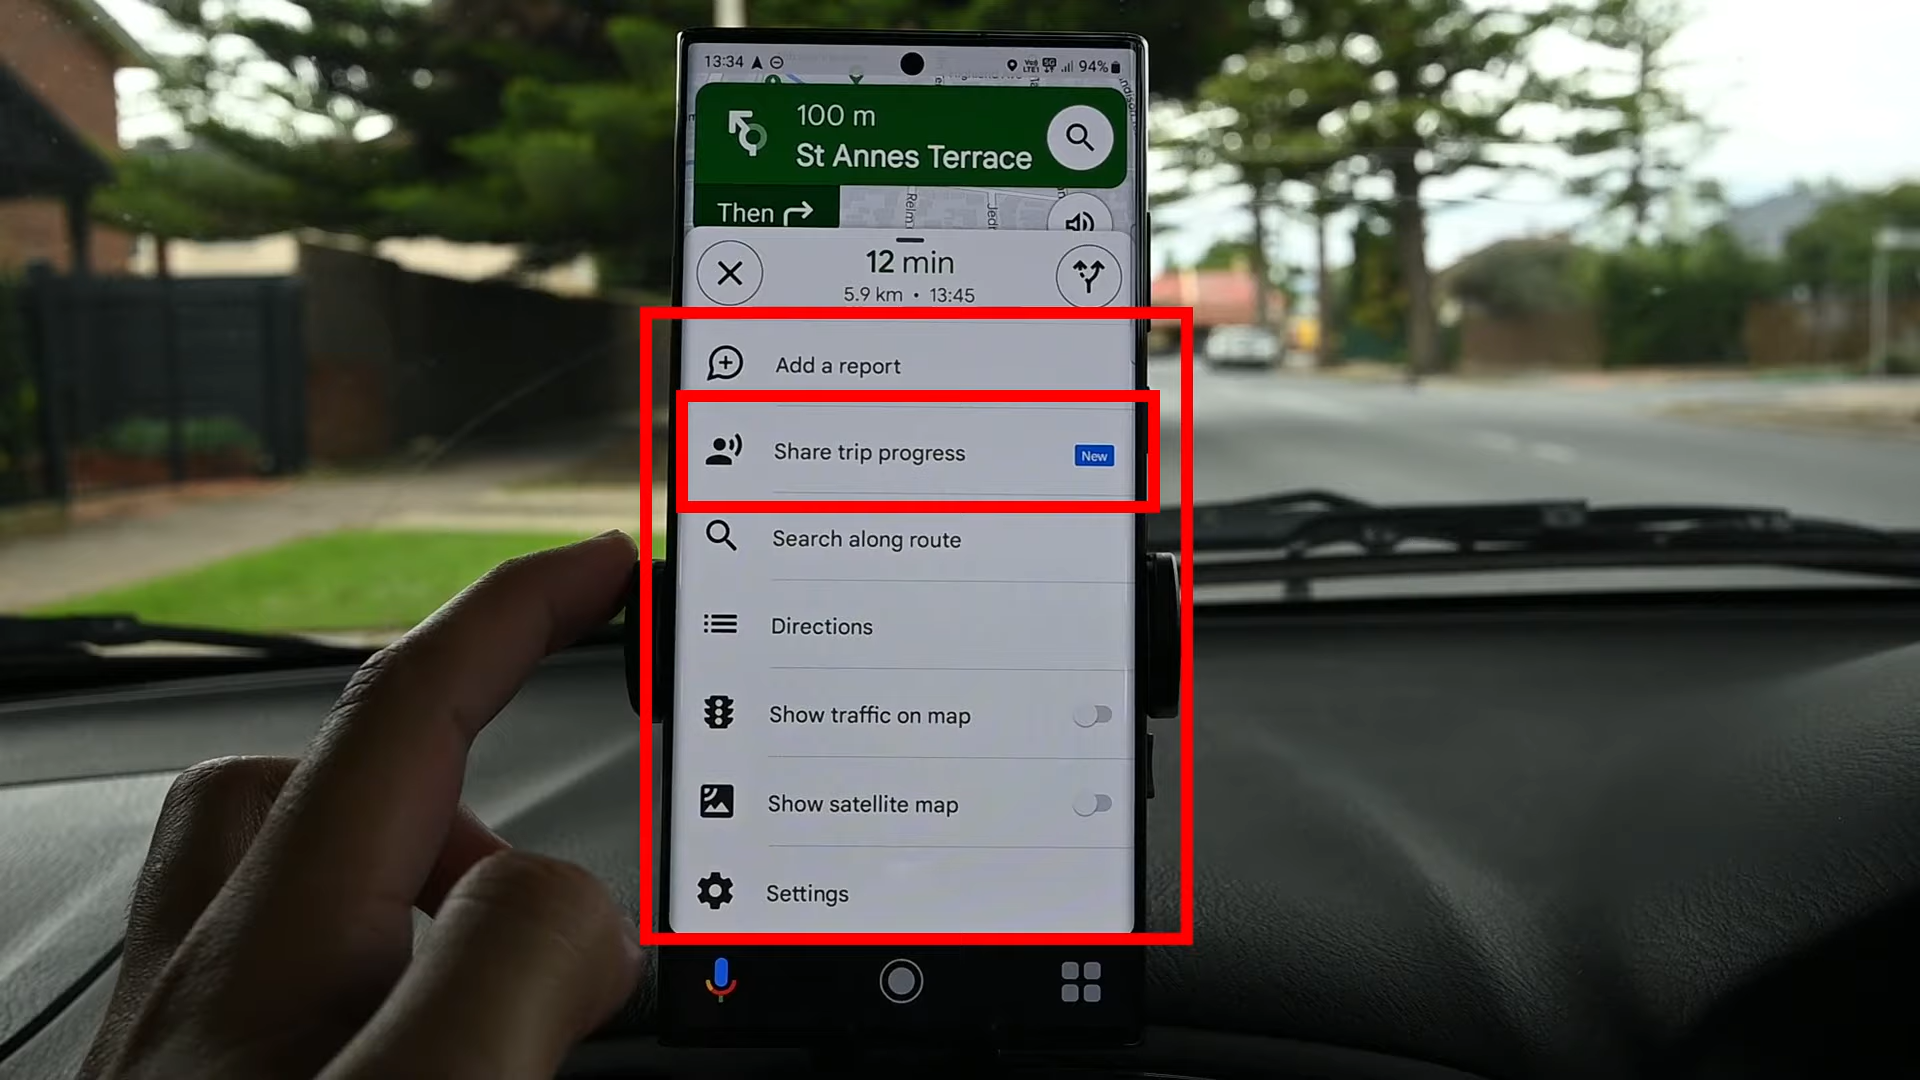 13:34
94%
100 m
St Annes Terrace
Then
12 min
5.9 km • 13:45
Add a report
Share trip progress
New
Search along route
Directions
Show traffic on map
Show satellite map
Settings